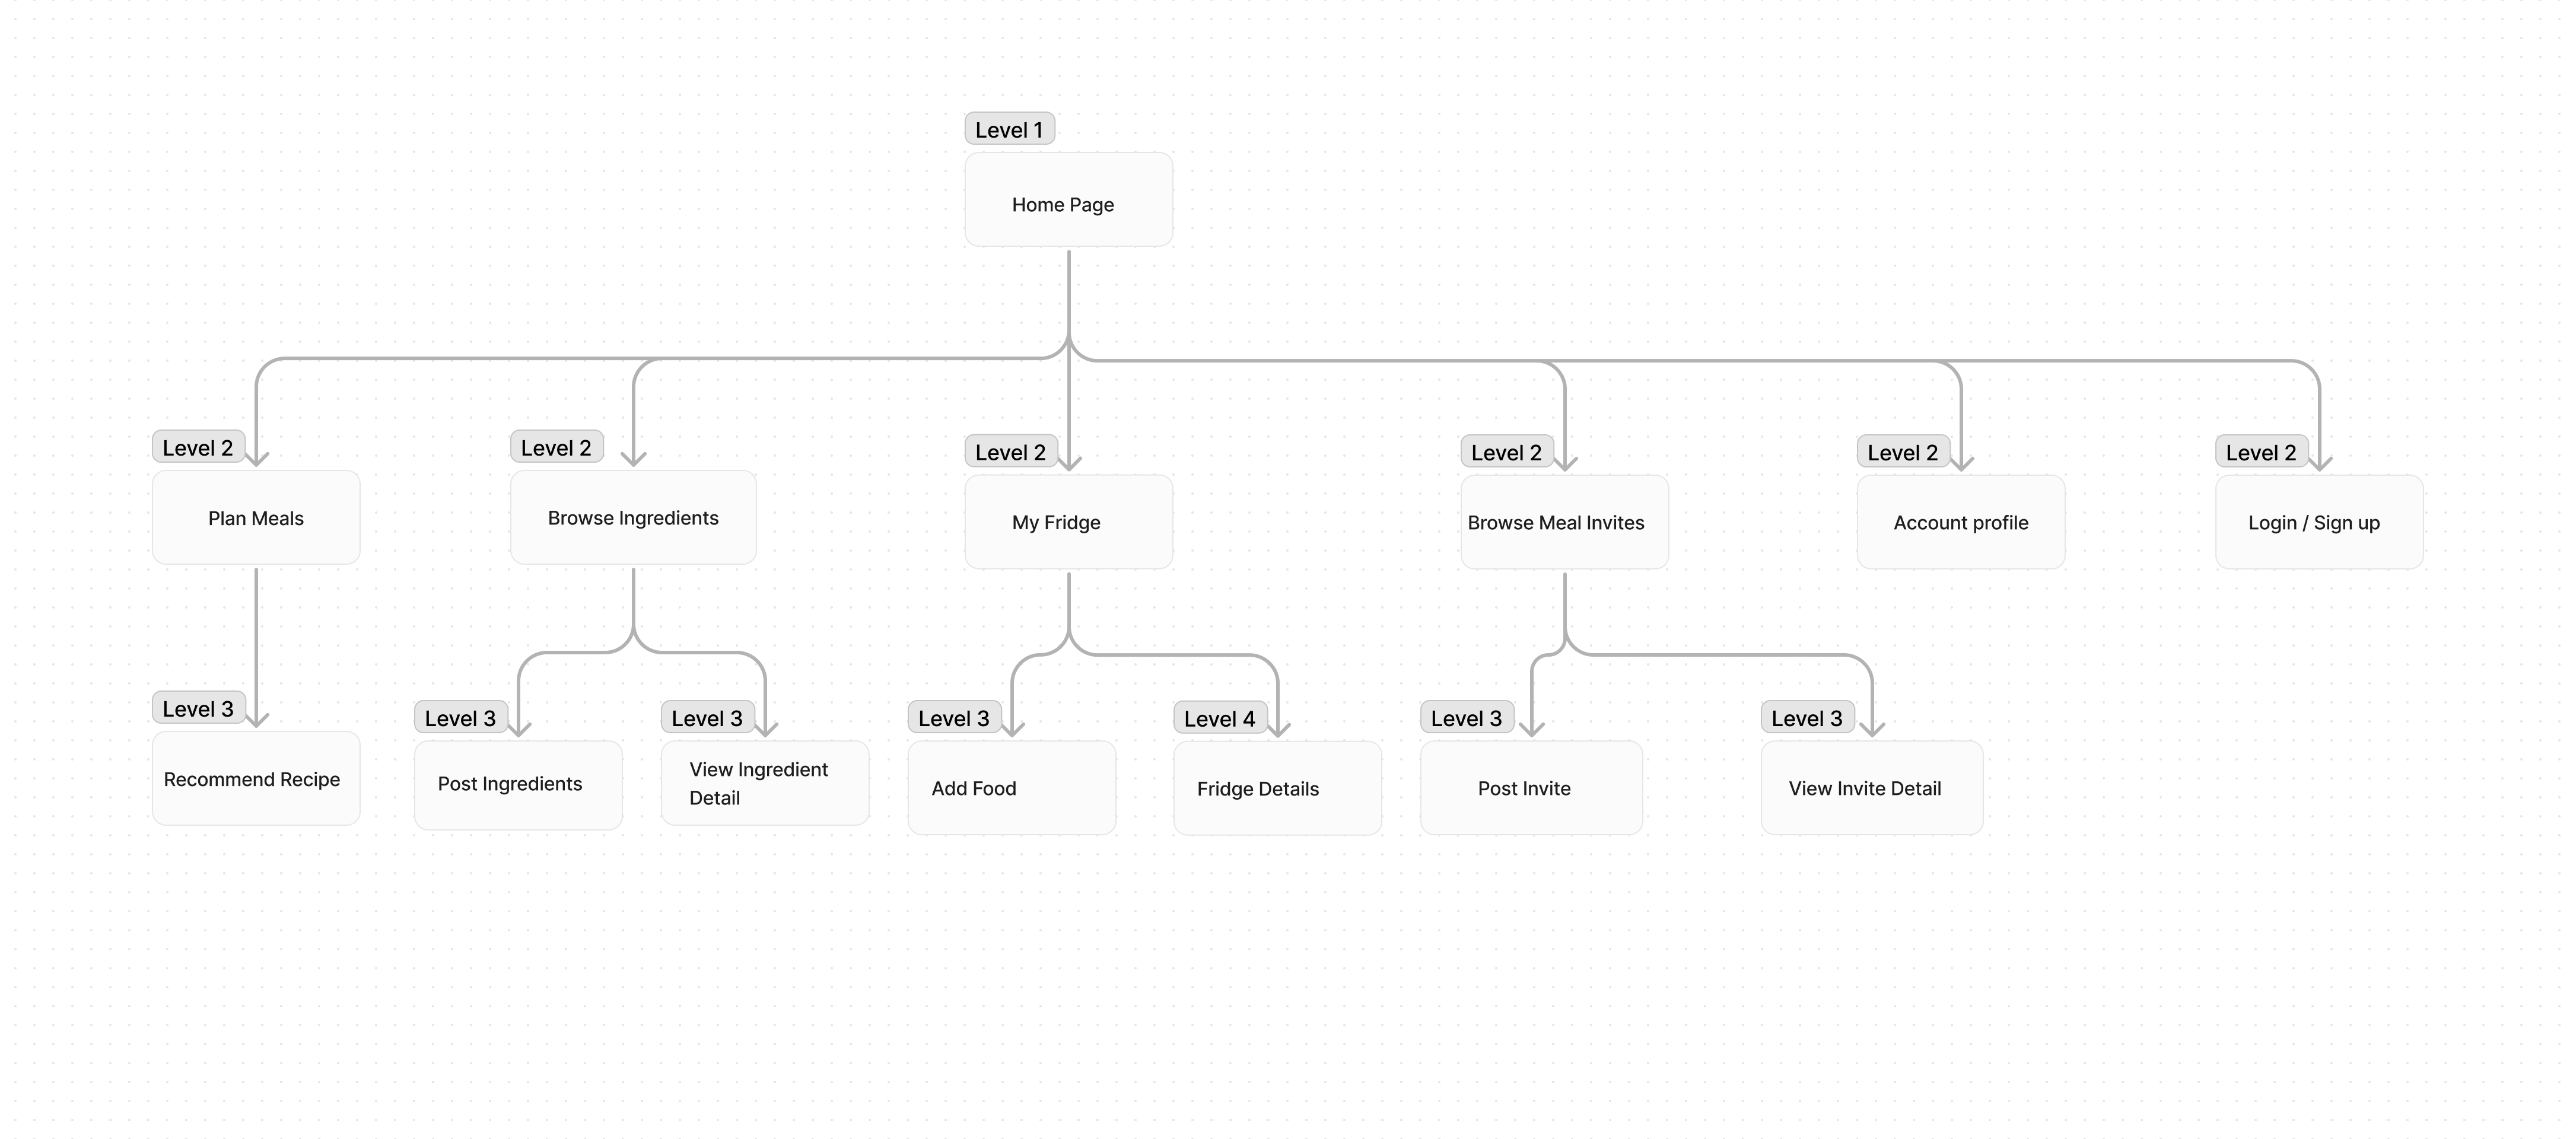 Level 1
Home Page
Level 2
Plan Meals
Level 2
Browse Ingredients
Level 2
My Fridge
Level 2
Browse Meal Invites
Level 2
Account profile
Level 2
Login / Sign up
Level 3
Recommend Recipe
Level 3
Post Ingredients
Level 3
View Ingredient
Detail
Level 3
Add Food
Level 4
Fridge Details
Level 3
Post Invite
Level 3
View Invite Detail